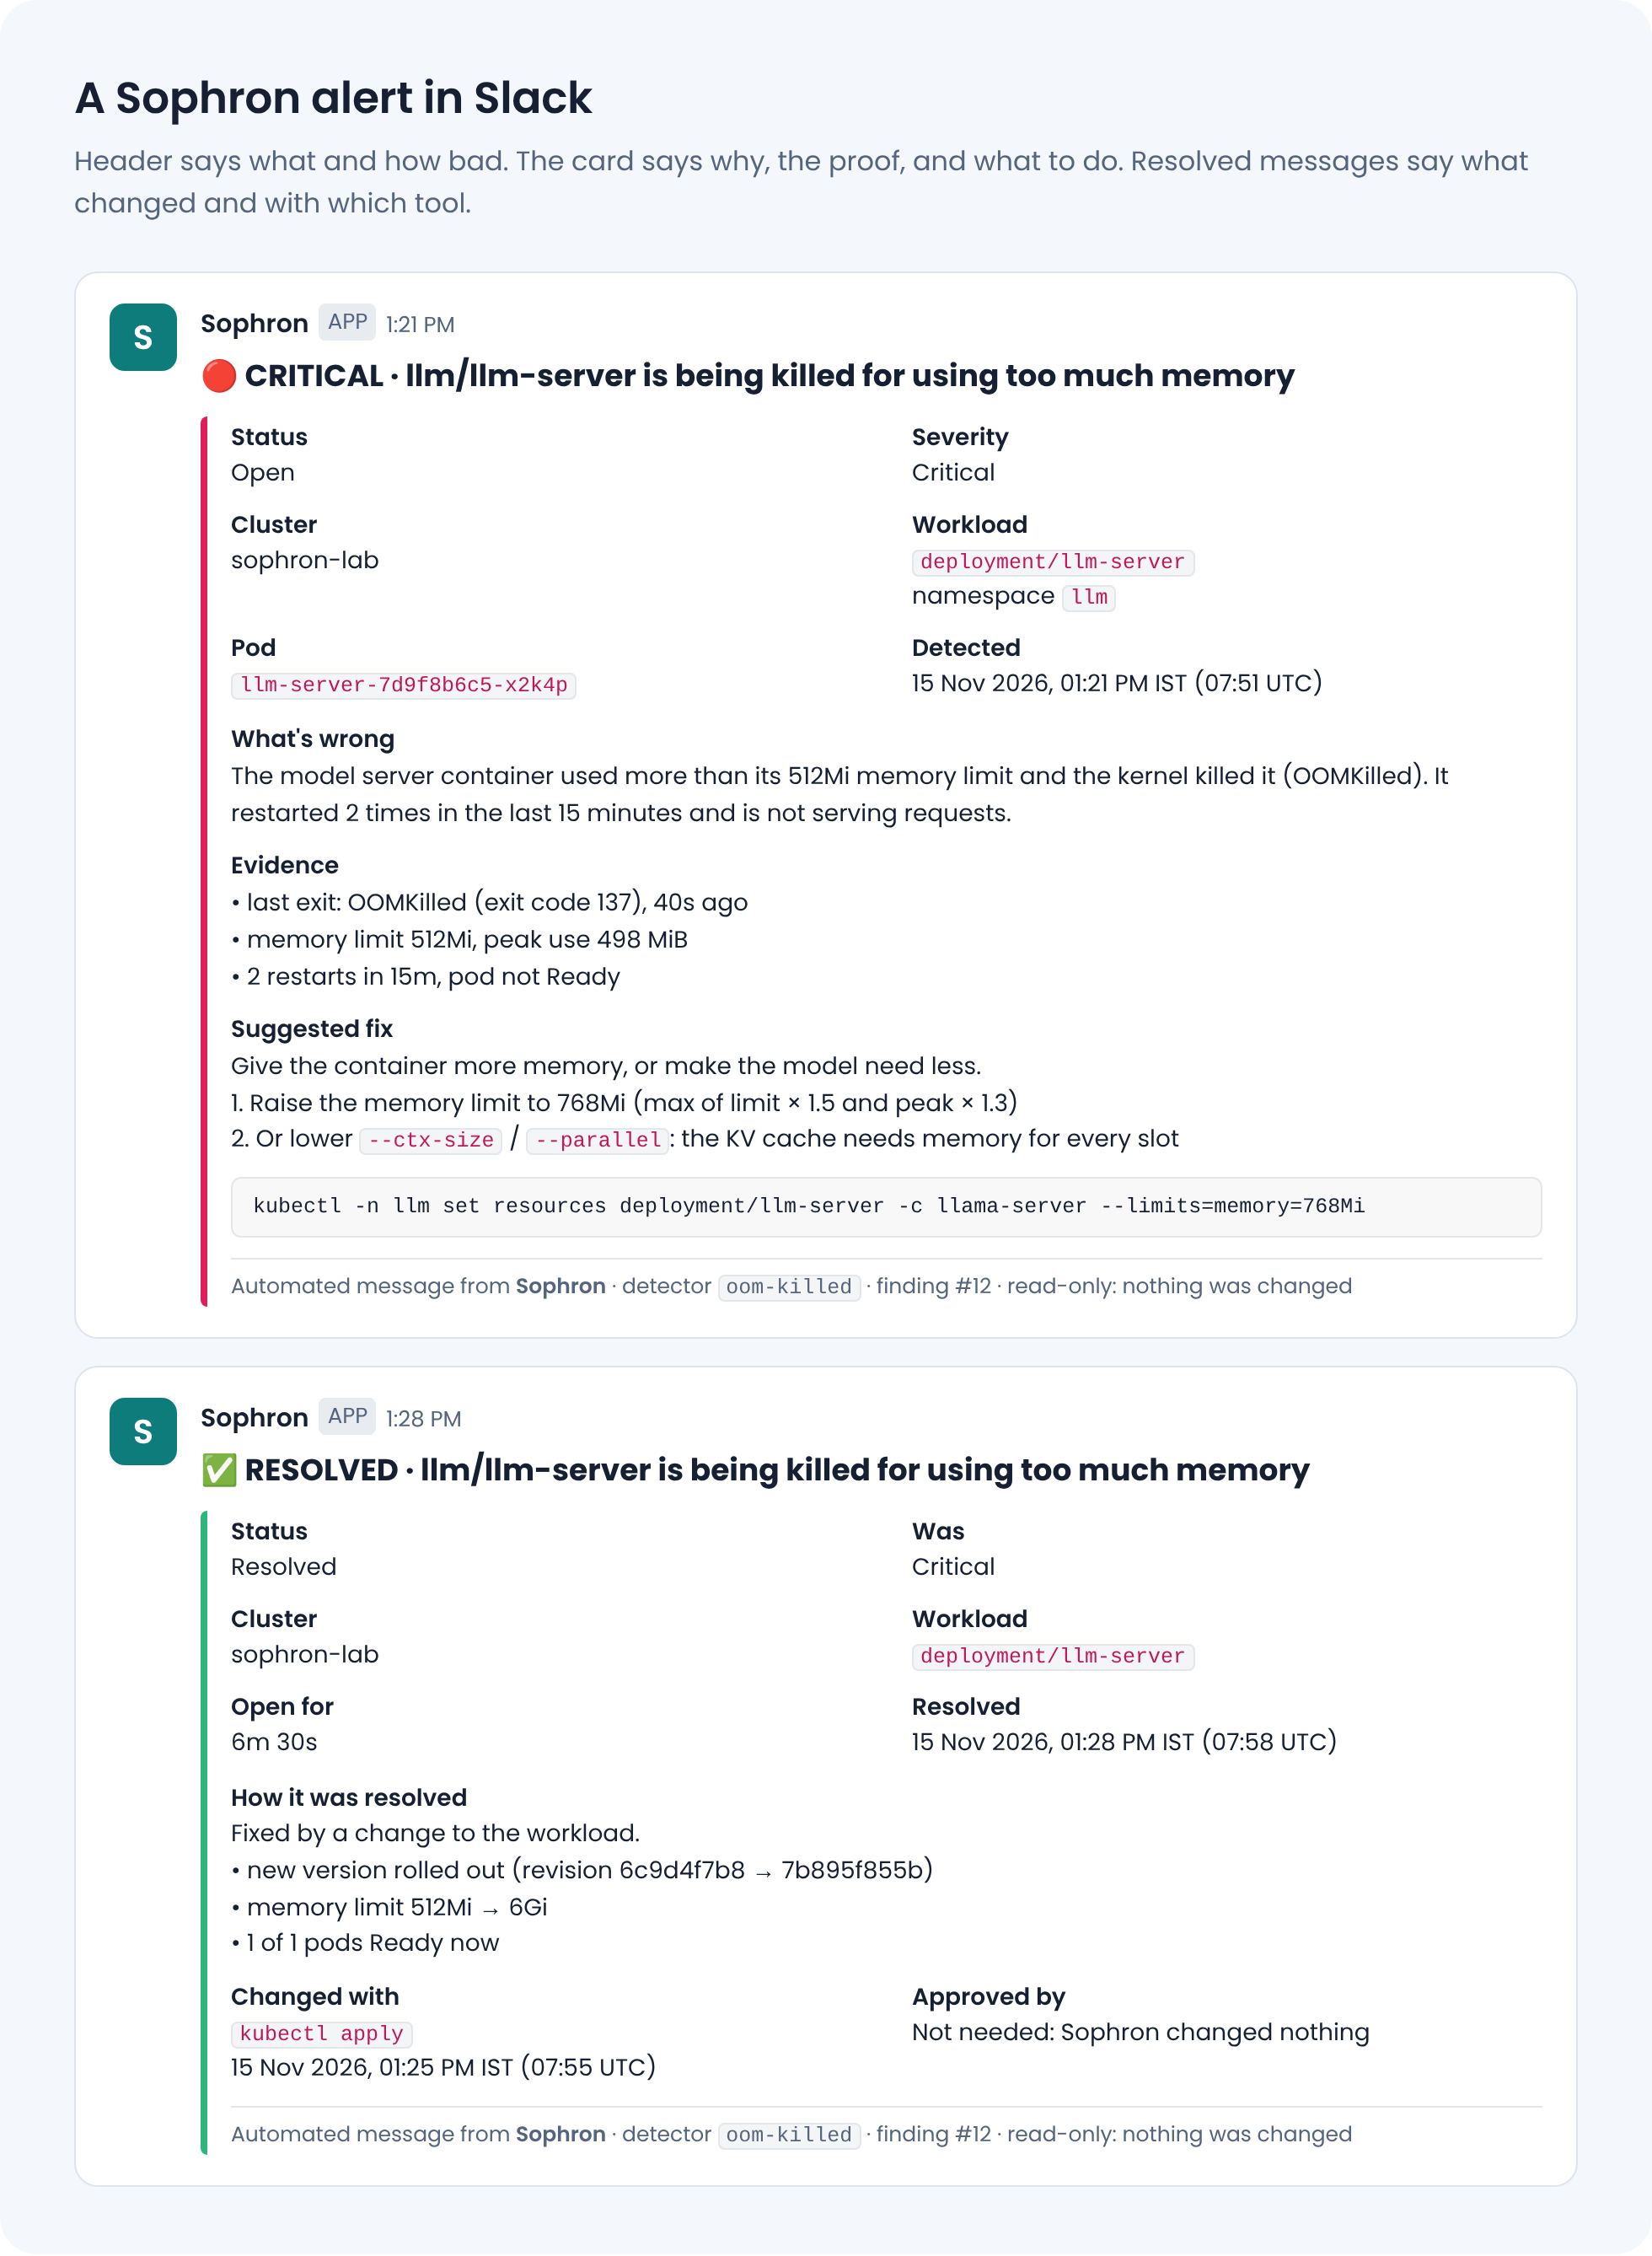 A Sophron alert in Slack
Header says what and how bad. The card says why, the proof, and what to do. Resolved messages say what
changed and with which tool.
S
Sophron APP 1:21 PM
🔴 CRITICAL · llm/llm-server is being killed for using too much memory
Status
Open
Severity
Critical
Cluster
sophron-lab
Workload
deployment/llm-server
namespace llm
Pod
llm-server-7d9f8b6c5-x2k4p
Detected
15 Nov 2026, 01:21 PM IST (07:51 UTC)
What's wrong
The model server container used more than its 512Mi memory limit and the kernel killed it (OOMKilled). It
restarted 2 times in the last 15 minutes and is not serving requests.
Evidence
• last exit: OOMKilled (exit code 137), 40s ago
• memory limit 512Mi, peak use 498 MiB
• 2 restarts in 15m, pod not Ready
Suggested fix
Give the container more memory, or make the model need less.
1. Raise the memory limit to 768Mi (max of limit × 1.5 and peak × 1.3)
2. Or lower --ctx-size / --parallel: the KV cache needs memory for every slot
kubectl -n llm set resources deployment/llm-server -c llama-server --limits=memory=768Mi
Automated message from Sophron · detector oom-killed · finding #12 · read-only: nothing was changed
S
Sophron APP 1:28 PM
✅ RESOLVED · llm/llm-server is being killed for using too much memory
Status
Resolved
Was
Critical
Cluster
sophron-lab
Workload
deployment/llm-server
Open for
6m 30s
Resolved
15 Nov 2026, 01:28 PM IST (07:58 UTC)
How it was resolved
Fixed by a change to the workload.
• new version rolled out (revision 6c9d4f7b8 → 7b895f855b)
• memory limit 512Mi → 6Gi
• 1 of 1 pods Ready now
Changed with
kubectl apply
15 Nov 2026, 01:25 PM IST (07:55 UTC)
Approved by
Not needed: Sophron changed nothing
Automated message from Sophron · detector oom-killed · finding #12 · read-only: nothing was changed